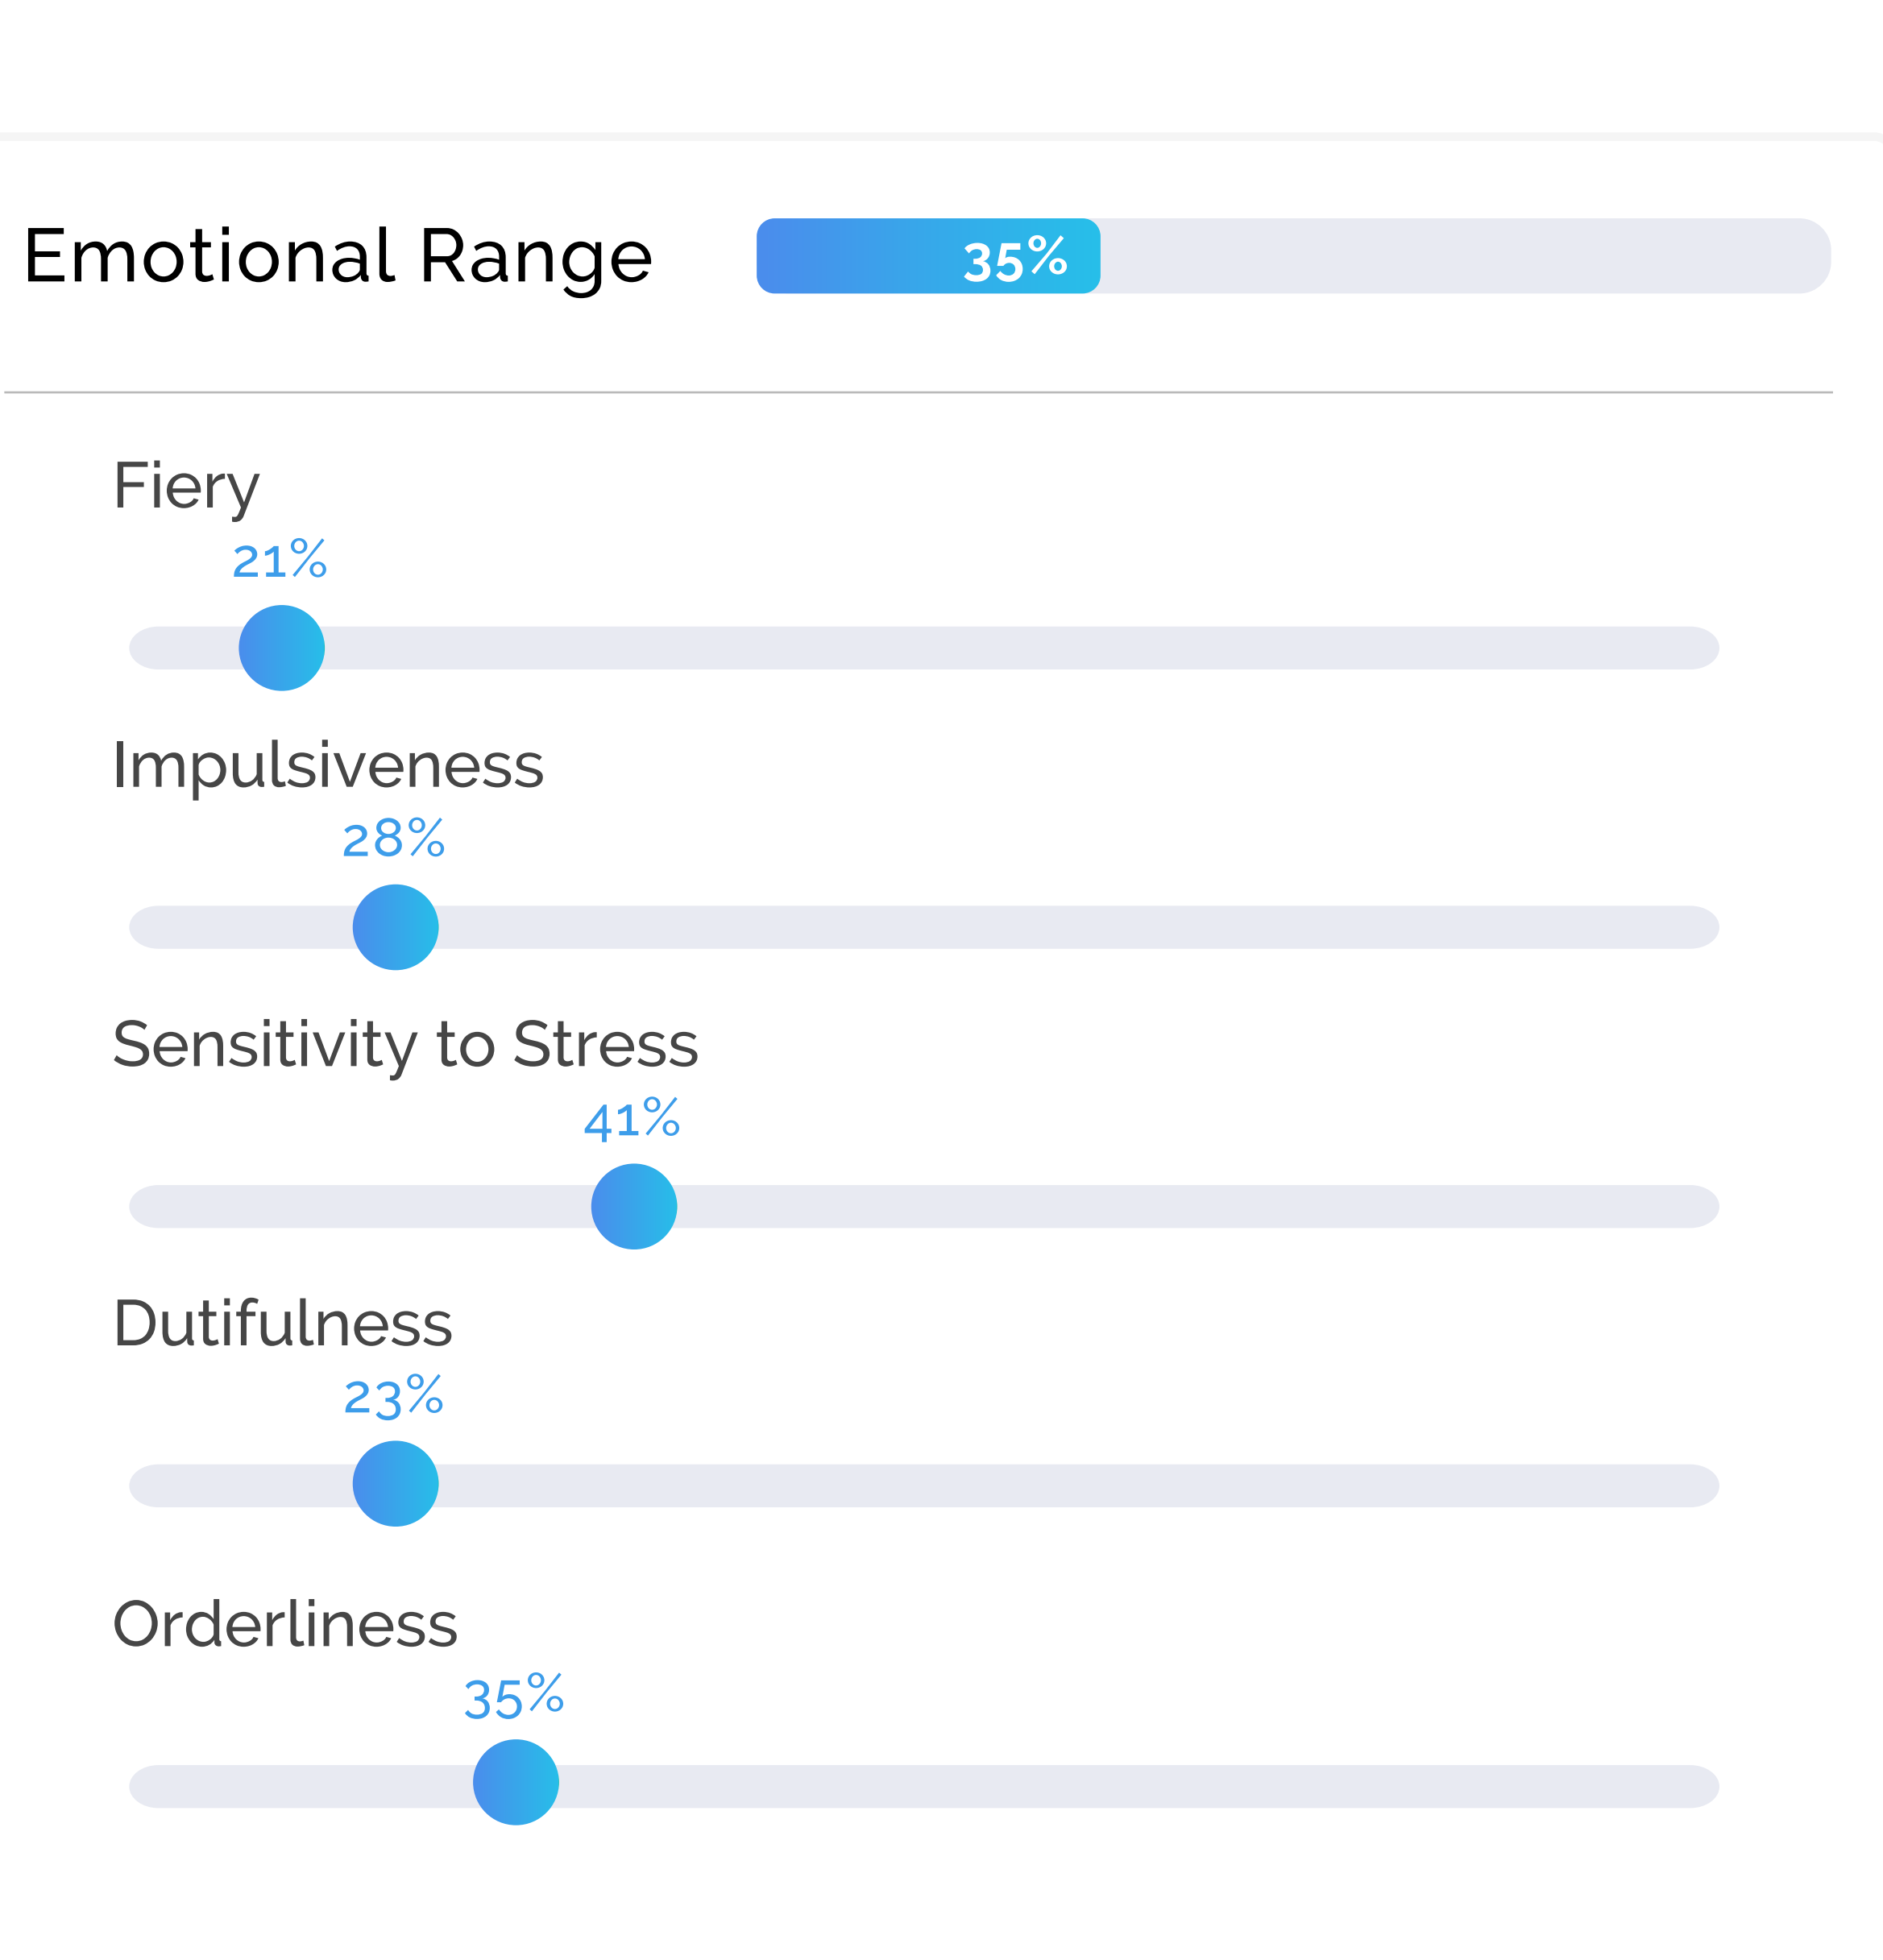 Emotional Range
35%
Fiery
21%
Impulsiveness
28%
Sensitivity to Stress
41%
Dutifulness
23%
Orderliness
35%